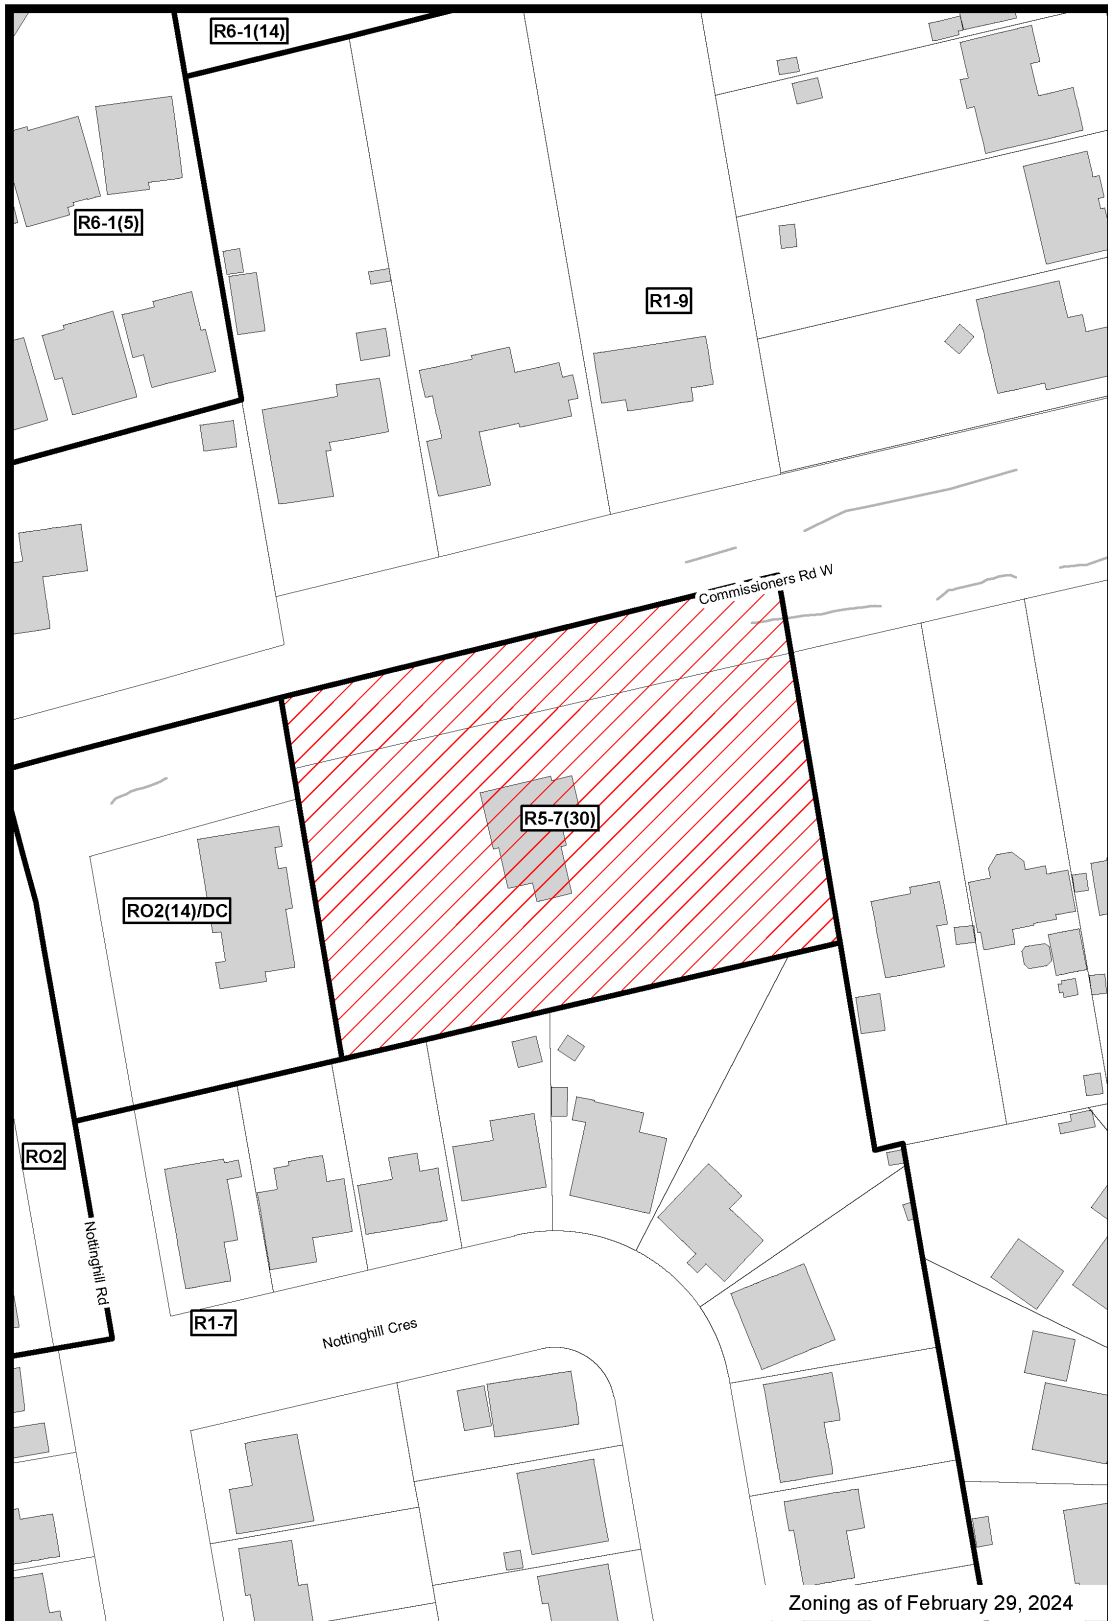 R6-1(14)
R6-1(5)
R1-9
Commissioners Rd W
R5-7(30)
RO2(14)/DC
RO2
Nottinghill Rd
R1-7
Nottinghill Cres
Zoning as of February 29, 2024